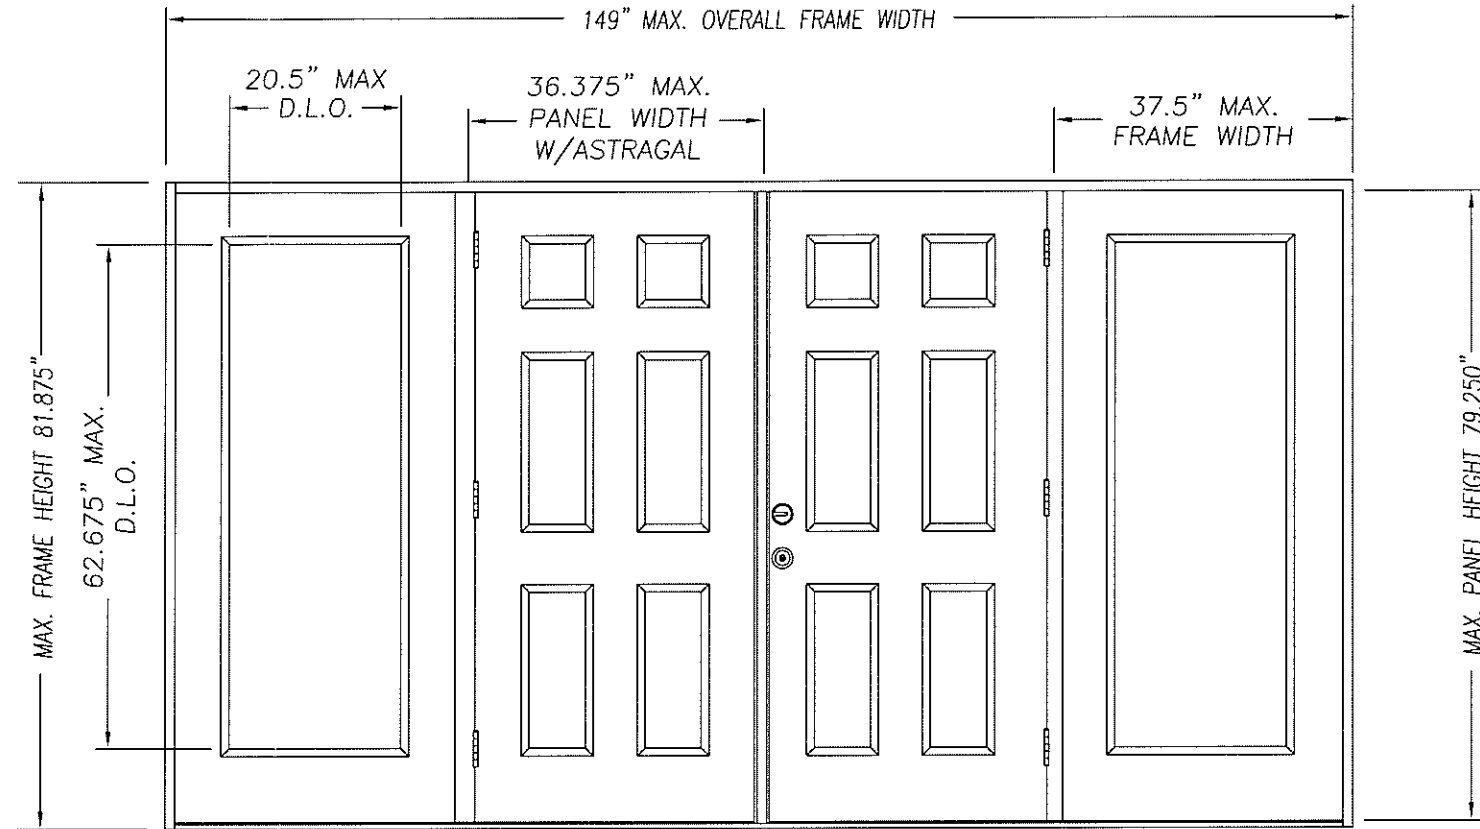 149" MAX. OVERALL FRAME WIDTH
20.5" MAX
D.L.O.
36.375" MAX.
PANEL WIDTH
W/ASTRAGAL
37.5" MAX.
FRAME WIDTH
MAX. FRAME HEIGHT 81.875"
62.675" MAX.
D.L.O.
MAX. PANEL HEIGHT 79.250"